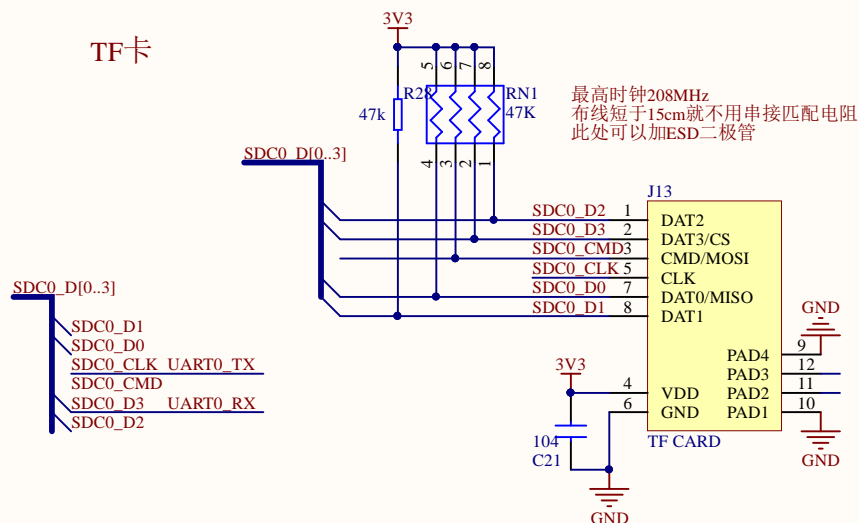 TF卡
3V3
5
6
7
8
R28
47k
RN1
47K
4
3
2
1
最高时钟208MHz
布线短于15cm就不用串接匹配电阻
此处可以加ESD二极管
SDC0_D[0..3]
J13
SDC0_D2 1 DAT2
SDC0_D3 2 DAT3/CS
SDC0_CMD 3 CMD/MOSI
SDC0_CLK 5 CLK
SDC0_D0 7 DAT0/MISO
SDC0_D1 8 DAT1
GND
PAD4 9
PAD3 12
PAD2 11
PAD1 10
3V3
4 VDD
6 GND
104
C21
TF CARD
GND
GND
SDC0_D[0..3]
SDC0_D1
SDC0_D0
SDC0_CLK UART0_TX
SDC0_CMD
SDC0_D3 UART0_RX
SDC0_D2